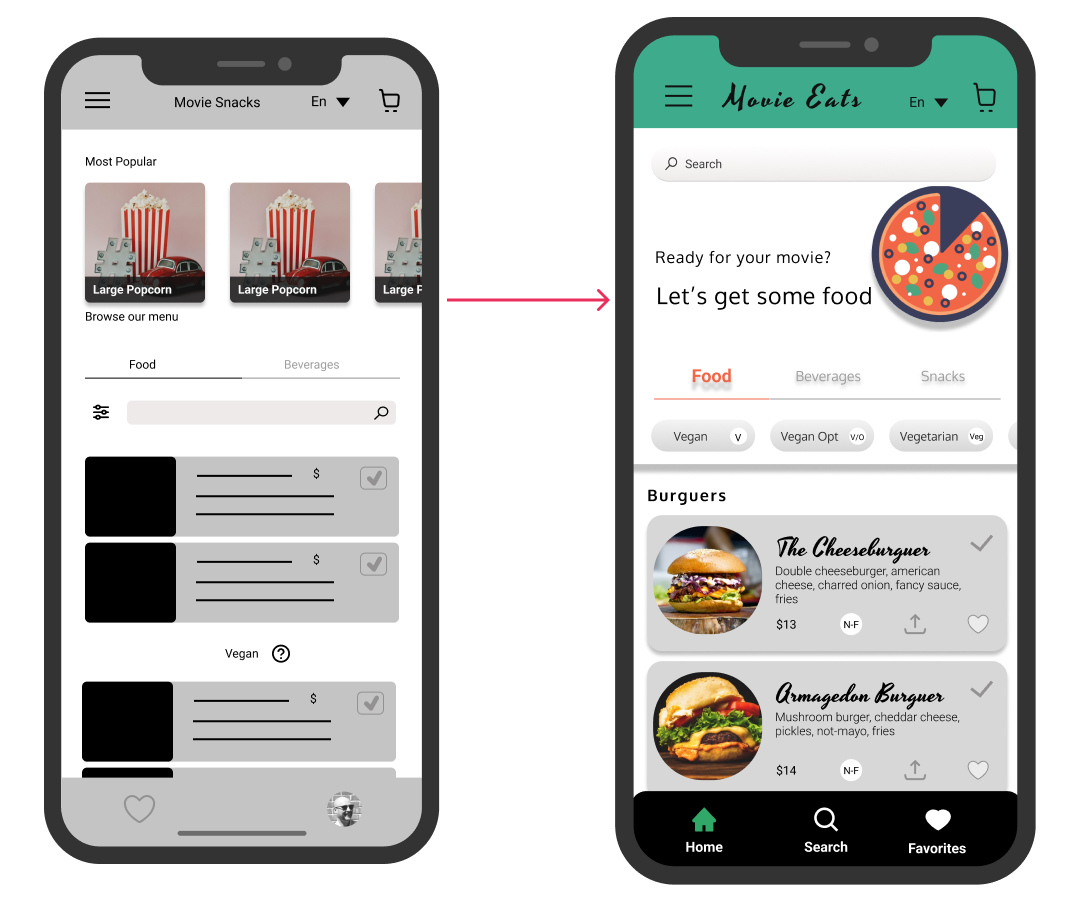 Movie Snacks
En
Most Popular
Large Popcorn
Large Popcorn
Large F
Browse our menu
Food
Beverages
$
$
Vegan
?
$
Movie Eats
En
Search
Ready for your movie?
Let's get some food
Food
Beverages
Snacks
Vegan V
Vegan Opt V/O
Vegetarian Veg
Burguers
The Cheeseburguer
Double cheeseburger, american
cheese, charred onion, fancy sauce,
fries
$13
N-F
Armagedon Burguer
Mushroom burger, cheddar cheese,
pickles, not-mayo, fries
$14
N-F
Home
Search
Favorites